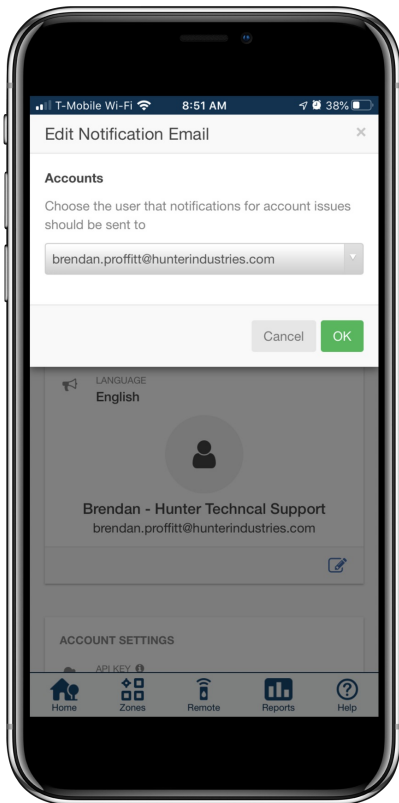 T-Mobile Wi-Fi 8:51 AM 38%
Edit Notification Email ×
Accounts
Choose the user that notifications for account issues
should be sent to
brendan.proffitt@hunterindustries.com
Cancel OK
LANGUAGE
English
Brendan - Hunter Techncal Support
brendan.proffitt@hunterindustries.com
ACCOUNT SETTINGS
API KEY
Home Zones Remote Reports Help